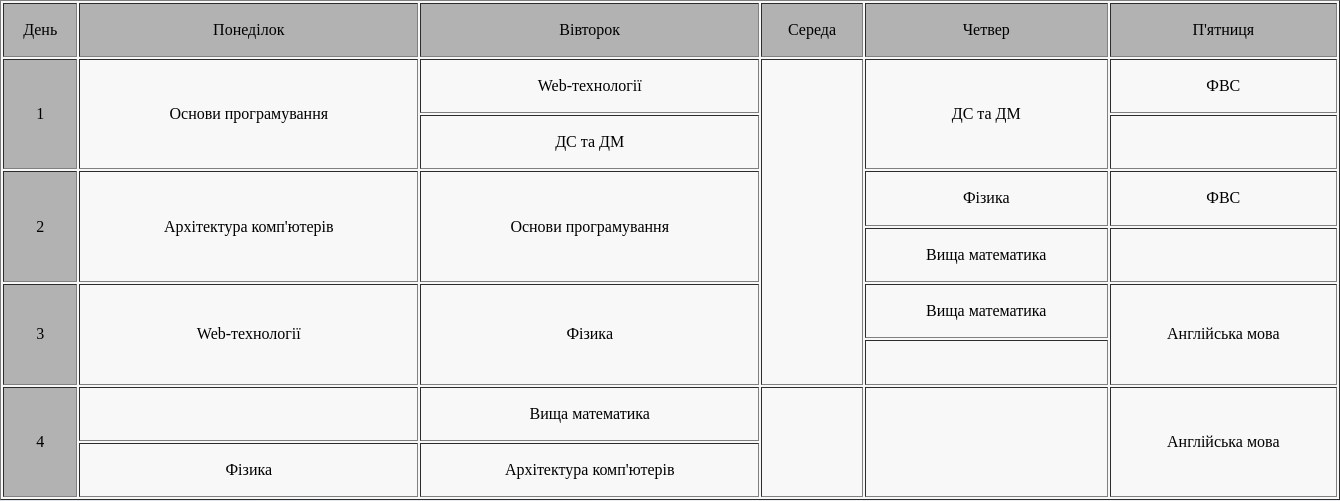 День
Понеділок
Вівторок
Середа
Четвер
П'ятниця
1
Основи програмування
Web-технології
ДС та ДМ
ФВС
ДС та ДМ
2
Архітектура комп'ютерів
Основи програмування
Фізика
ФВС
Вища математика
3
Web-технології
Фізика
Вища математика
Англійська мова
4
Вища математика
Англійська мова
Фізика
Архітектура комп'ютерів